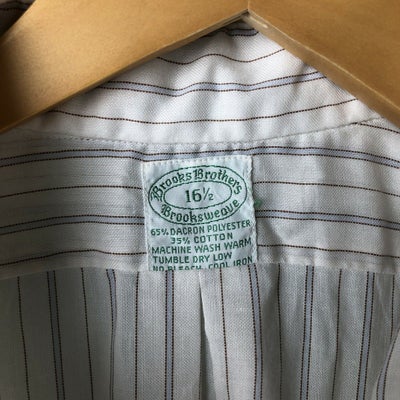 Brooks Brothers
16½
Brooksweave
65% DACRON POLYESTER
35% COTTON
MACHINE WASH WARM
TUMBLE DRY LOW
NO BLEACH - COOL IRON